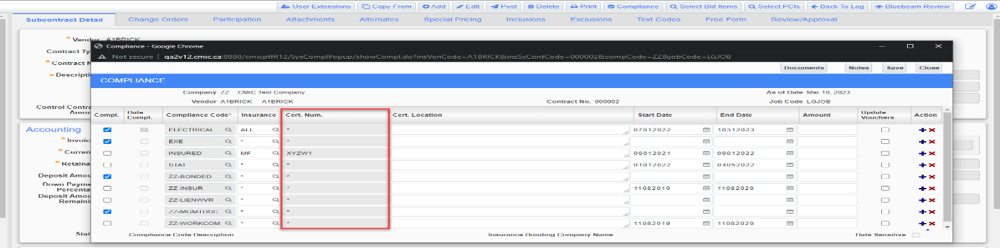 User Extensions Copy From Add Edit Post Delete Print Compliance Select Bid Items Select PCIs Back To Log Bluebeam Review
Subcontract Detail Change Orders Participation Attachments Alternates Special Pricing Inclusions Exclusions Text Codes Free Form Review/Approval
* Vendor A1BRICK
Contract Ty
* Contract N
* Descripti
Control Contra
Amou
Accounting
* Invoic
* Curren
* Retaina
Deposit Amou
Down Payme
Percenta
Deposit Amou
Remaini
Stat
Compliance - Google Chrome
Not secure | qa2v12.cmic.ca:8888/cmicptfR12/SysComplPopup/showCompl.do?insVenCode=A1BRICK&insScContCode=000002&compCode=ZZ&jobCode=LGJOB
Documents Notes Save Close
COMPLIANCE
Company ZZ CMiC Test Company As of Date Mar 10, 2023
Vendor A1BRICK A1BRICK Contract No. 000002 Job Code LGJOB
Compl. Date Compl. Compliance Code* Insurance Cert. Num. Cert. Location Start Date End Date Amount Update Vouchers Action
ELECTRICAL ALL * 07012022 10312023
EXE * *
INSURED MF XYZW1 06012021 09012022
STAT * * 01012022 04052022
ZZ-BONDED * *
ZZ-INSUR * * 11082019 11082020
ZZ-LIENWVR * *
ZZ-MGMTDSC * *
ZZ-WORKCOM * * 11082019 11082020
Compliance Code Description Insurance Bonding Company Name Date Sensitive